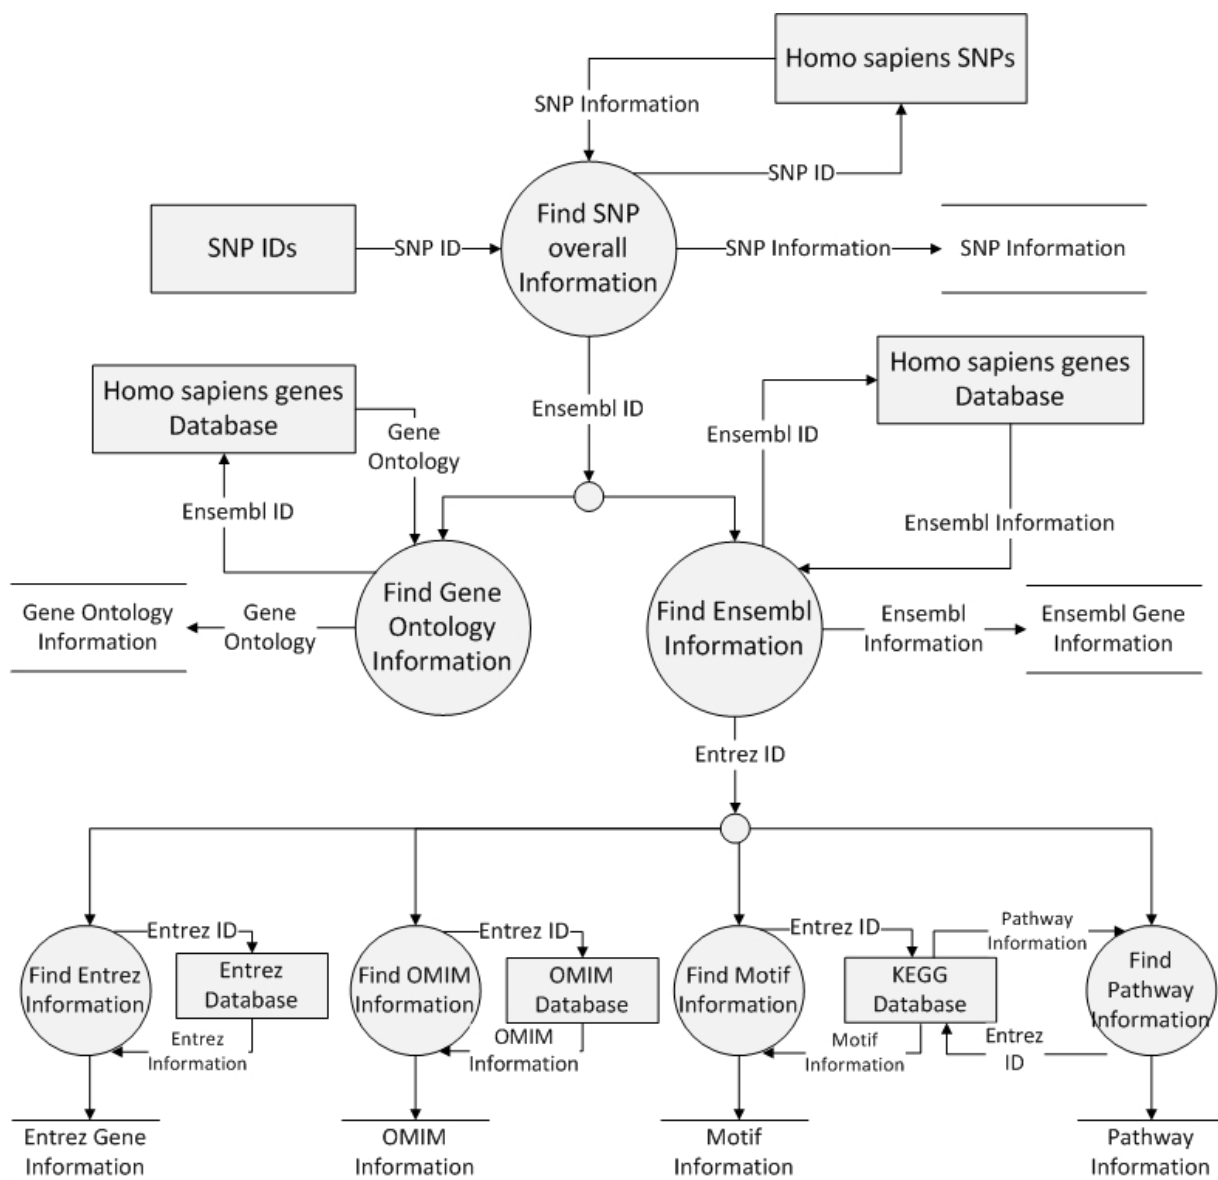 Homo sapiens SNPs
SNP Information
SNP ID
Find SNP
overall
Information
SNP IDs
SNP ID
SNP Information
SNP Information
Ensembl ID
Homo sapiens genes
Database
Gene
Ontology
Ensembl ID
Homo sapiens genes
Database
Ensembl ID
Ensembl Information
Gene Ontology
Information
Gene
Ontology
Find Gene
Ontology
Information
Find Ensembl
Information
Ensembl
Information
Ensembl Gene
Information
Entrez ID
Find Entrez
Information
Entrez ID
Entrez
Database
Entrez
Information
Find OMIM
Information
Entrez ID
OMIM
Database
OMIM
Information
Find Motif
Information
Entrez ID
KEGG
Database
Motif
Information
Pathway
Information
Entrez
ID
Find
Pathway
Information
Entrez Gene
Information
OMIM
Information
Motif
Information
Pathway
Information